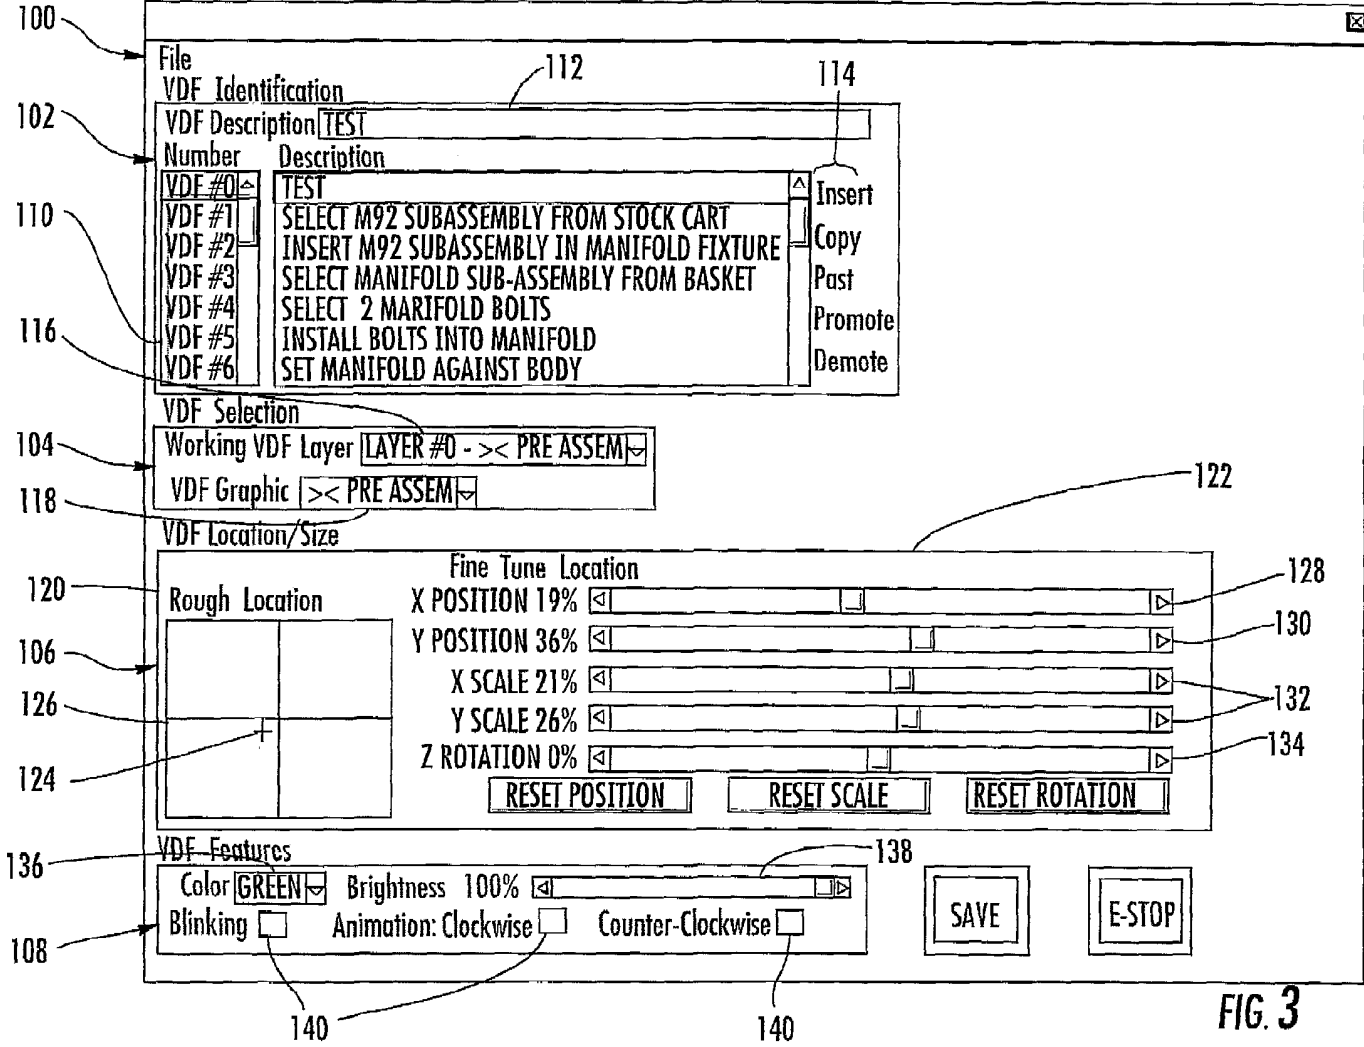 100
File
VDF Identification
112
114
102
VDF Description TEST
Number Description
VDF #0 TEST
Insert
VDF #1 SELECT M92 SUBASSEMBLY FROM STOCK CART
110
VDF #2 INSERT M92 SUBASSEMBLY IN MANIFOLD FIXTURE
Copy
VDF #3 SELECT MANIFOLD SUB-ASSEMBLY FROM BASKET
Past
VDF #4 SELECT 2 MARIFOLD BOLTS
Promote
116
VDF #5 INSTALL BOLTS INTO MANIFOLD
VDF #6 SET MANIFOLD AGAINST BODY
Demote
VDF Selection
104
Working VDF Layer LAYER #0 - >< PRE ASSEM
VDF Graphic >< PRE ASSEM
118
122
VDF Location/Size
Fine Tune Location
120
Rough Location
X POSITION 19%
128
Y POSITION 36%
130
106
X SCALE 21%
132
126
Y SCALE 26%
124
Z ROTATION 0%
134
RESET POSITION RESET SCALE RESET ROTATION
VDF Features
136
138
Color GREEN Brightness 100%
Blinking Animation: Clockwise Counter-Clockwise
SAVE E-STOP
108
140 140
FIG. 3